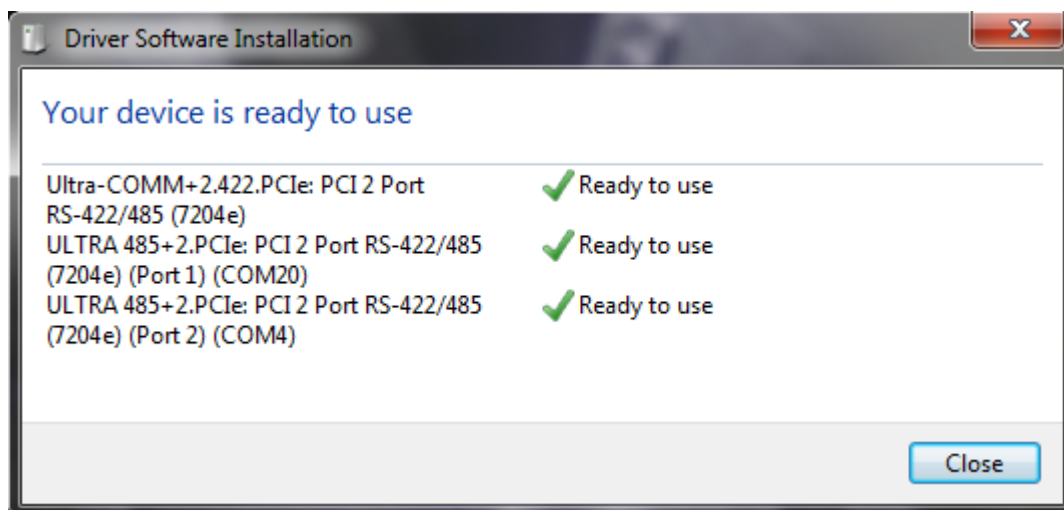 Driver Software Installation
Your device is ready to use
Ultra-COMM+2.422.PCIe: PCI 2 Port
RS-422/485 (7204e)
Ready to use
ULTRA 485+2.PCIe: PCI 2 Port RS-422/485
(7204e) (Port 1) (COM20)
Ready to use
ULTRA 485+2.PCIe: PCI 2 Port RS-422/485
(7204e) (Port 2) (COM4)
Ready to use
Close